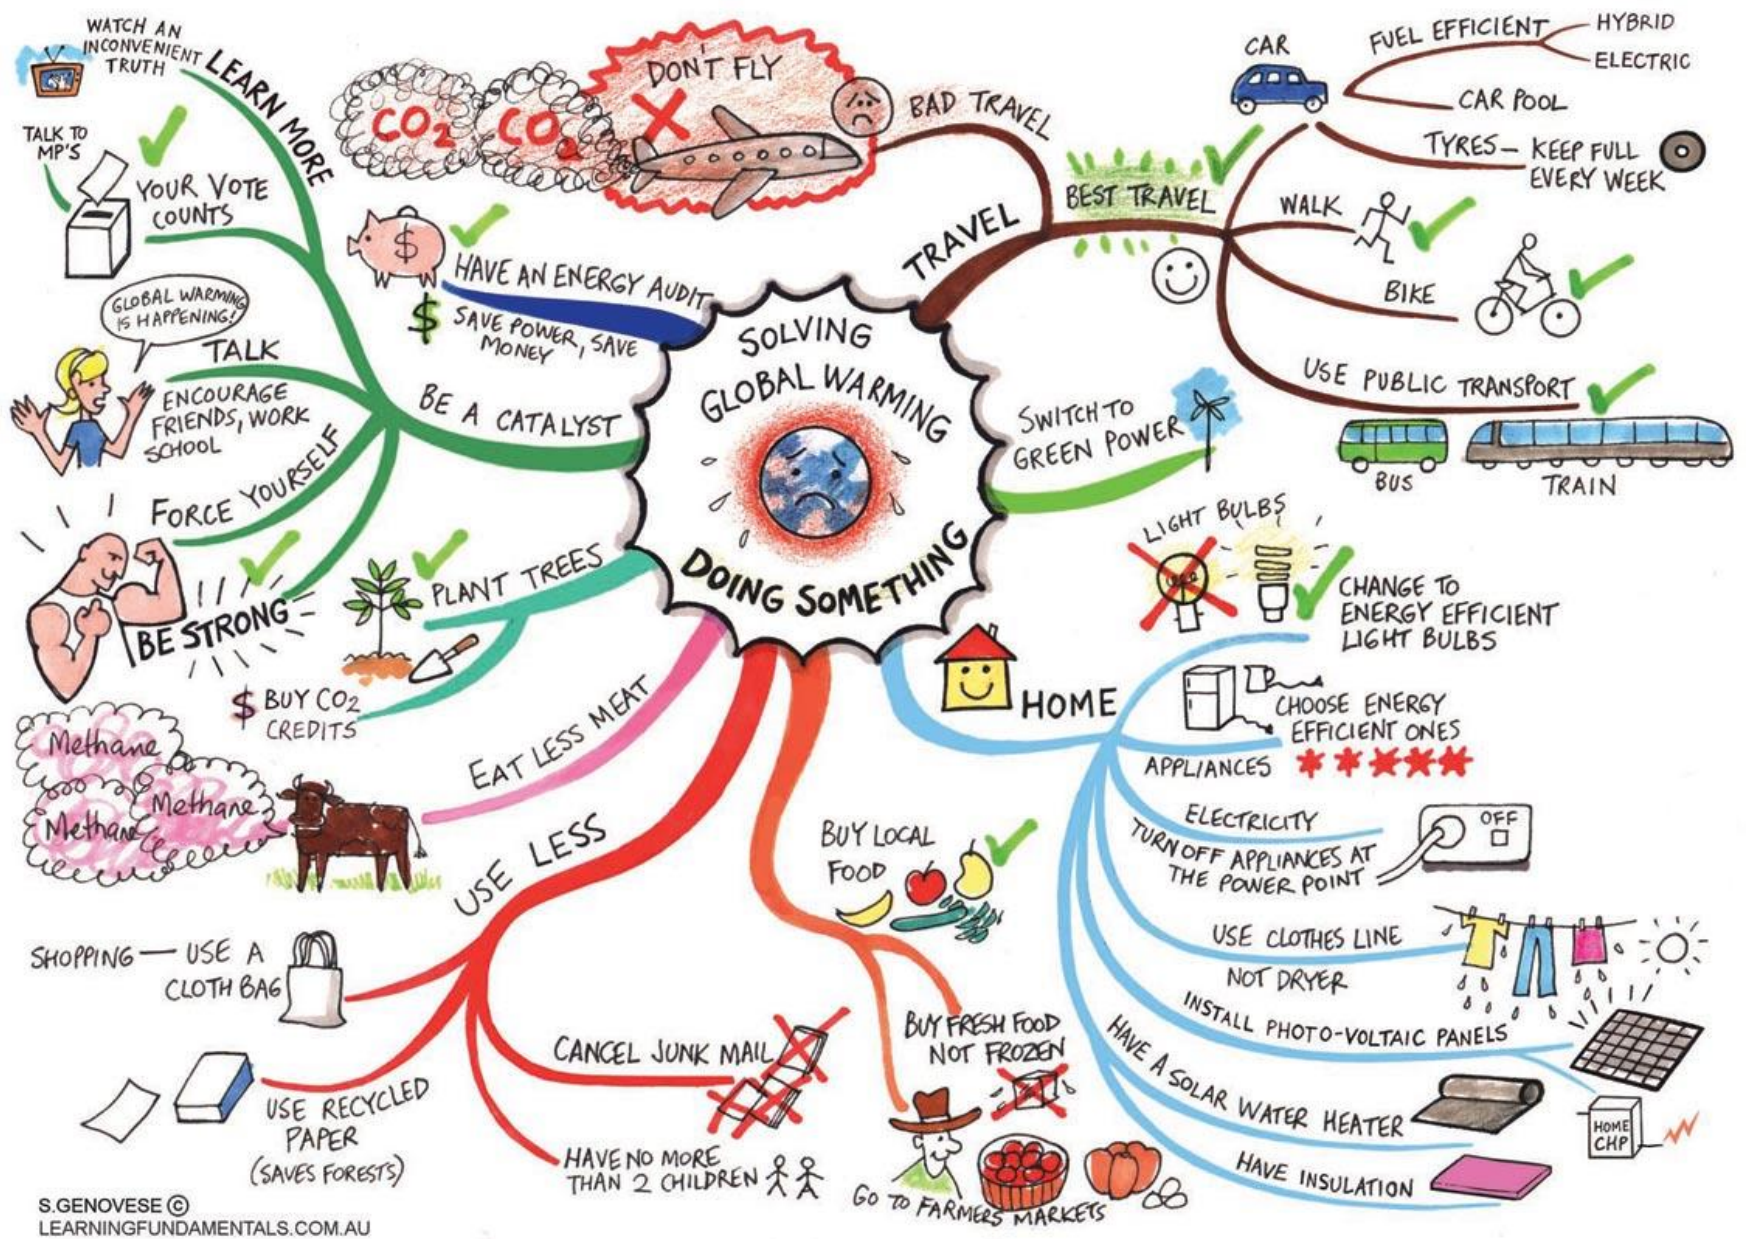 SOLVING
GLOBAL WARMING
DOING SOMETHING
TRAVEL
BAD TRAVEL
DON'T FLY
CO2
CO2
BEST TRAVEL
CAR
FUEL EFFICIENT
HYBRID
ELECTRIC
CAR POOL
TYRES — KEEP FULL
EVERY WEEK
WALK
BIKE
USE PUBLIC TRANSPORT
BUS
TRAIN
SWITCH TO
GREEN POWER
HOME
LIGHT BULBS
CHANGE TO
ENERGY EFFICIENT
LIGHT BULBS
CHOOSE ENERGY
EFFICIENT ONES
APPLIANCES
ELECTRICITY
TURN OFF APPLIANCES AT
THE POWER POINT
OFF
USE CLOTHES LINE
NOT DRYER
INSTALL PHOTO-VOLTAIC PANELS
HOME
CHP
HAVE A SOLAR WATER HEATER
HAVE INSULATION
BUY LOCAL
FOOD
BUY FRESH FOOD
NOT FROZEN
GO TO FARMERS MARKETS
USE LESS
SHOPPING — USE A
CLOTH BAG
USE RECYCLED
PAPER
(SAVES FORESTS)
CANCEL JUNK MAIL
HAVE NO MORE
THAN 2 CHILDREN
EAT LESS MEAT
Methane
Methane
Methane
PLANT TREES
$ BUY CO2
CREDITS
BE A CATALYST
LEARN MORE
WATCH AN
INCONVENIENT
TRUTH
TALK TO
MP'S
YOUR VOTE
COUNTS
GLOBAL WARMING
IS HAPPENING!
TALK
ENCOURAGE
FRIENDS, WORK
SCHOOL
FORCE YOURSELF
BE STRONG
$
HAVE AN ENERGY AUDIT
$ SAVE POWER, SAVE
MONEY
S.GENOVESE ©
LEARNINGFUNDAMENTALS.COM.AU